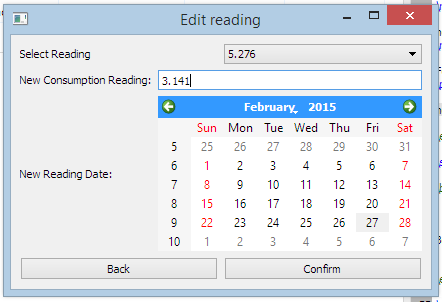 Edit reading
Select Reading 5.276
New Consumption Reading: 3.141
February, 2015
Sun Mon Tue Wed Thu Fri Sat
5 25 26 27 28 29 30 31
6 1 2 3 4 5 6 7
7 8 9 10 11 12 13 14
8 15 16 17 18 19 20 21
9 22 23 24 25 26 27 28
10 1 2 3 4 5 6 7
New Reading Date:
Back Confirm